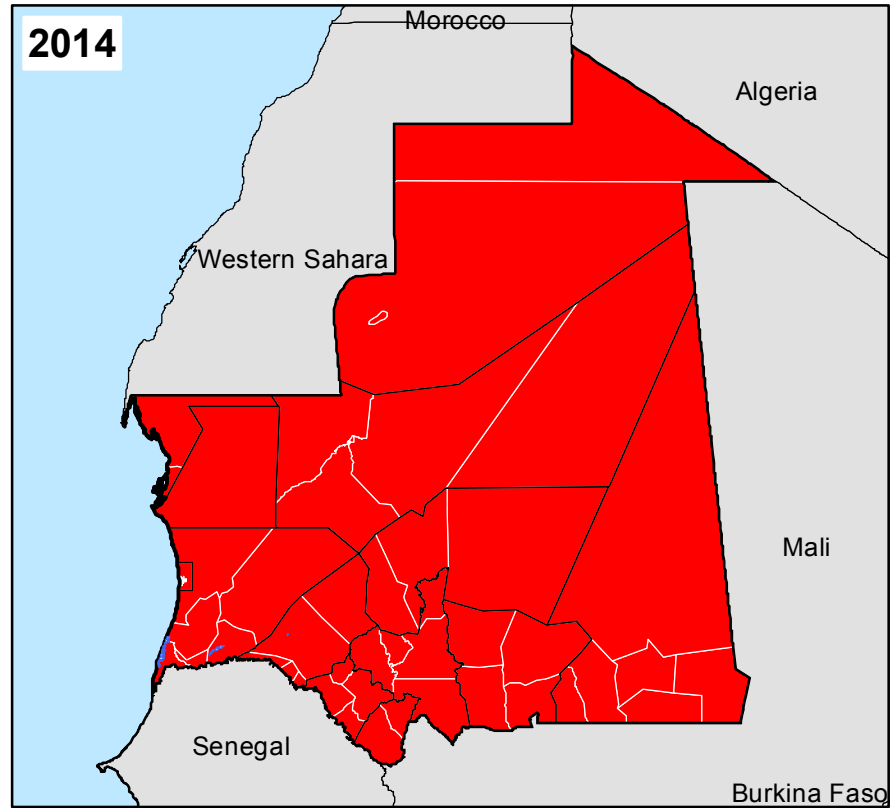 2014
Morocco
Algeria
Western Sahara
Mali
Senegal
Burkina Faso